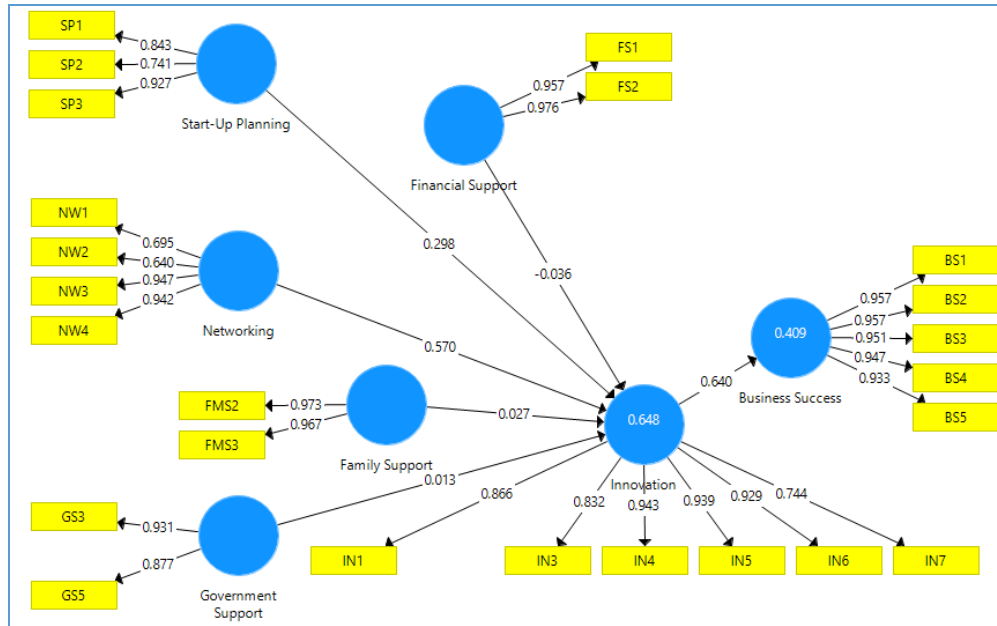 SP1
0.843
SP2
0.741
SP3
0.927
Start-Up Planning
FS1
0.957
FS2
0.976
Financial Support
0.298
-0.036
NW1
0.695
NW2
0.640
NW3
0.947
NW4
0.942
Networking
0.570
BS1
0.957
BS2
0.957
BS3
0.951
BS4
0.947
BS5
0.933
0.409
Business Success
0.640
FMS2
0.973
FMS3
0.967
Family Support
0.027
0.648
Innovation
0.013
GS3
0.931
GS5
0.877
Government
Support
0.866
0.832
0.943
0.939
0.929
0.744
IN1
IN3
IN4
IN5
IN6
IN7